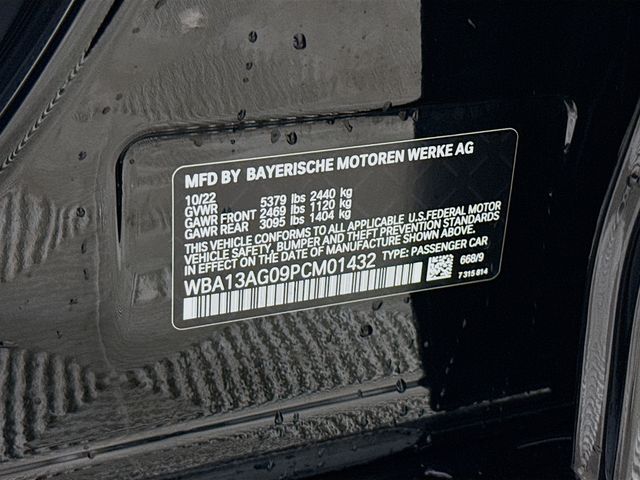 MFD BY BAYERISCHE MOTOREN WERKE AG
10/22
GVWR 5379 lbs 2440 kg
GAWR FRONT 2469 lbs 1120 kg
GAWR REAR 3095 lbs 1404 kg
THIS VEHICLE CONFORMS TO ALL APPLICABLE U.S.FEDERAL MOTOR
VEHICLE SAFETY, BUMPER AND THEFT PREVENTION STANDARDS
IN EFFECT ON THE DATE OF MANUFACTURE SHOWN ABOVE.
WBA13AG09PCM01432 TYPE: PASSENGER CAR
668/9
7 315 814